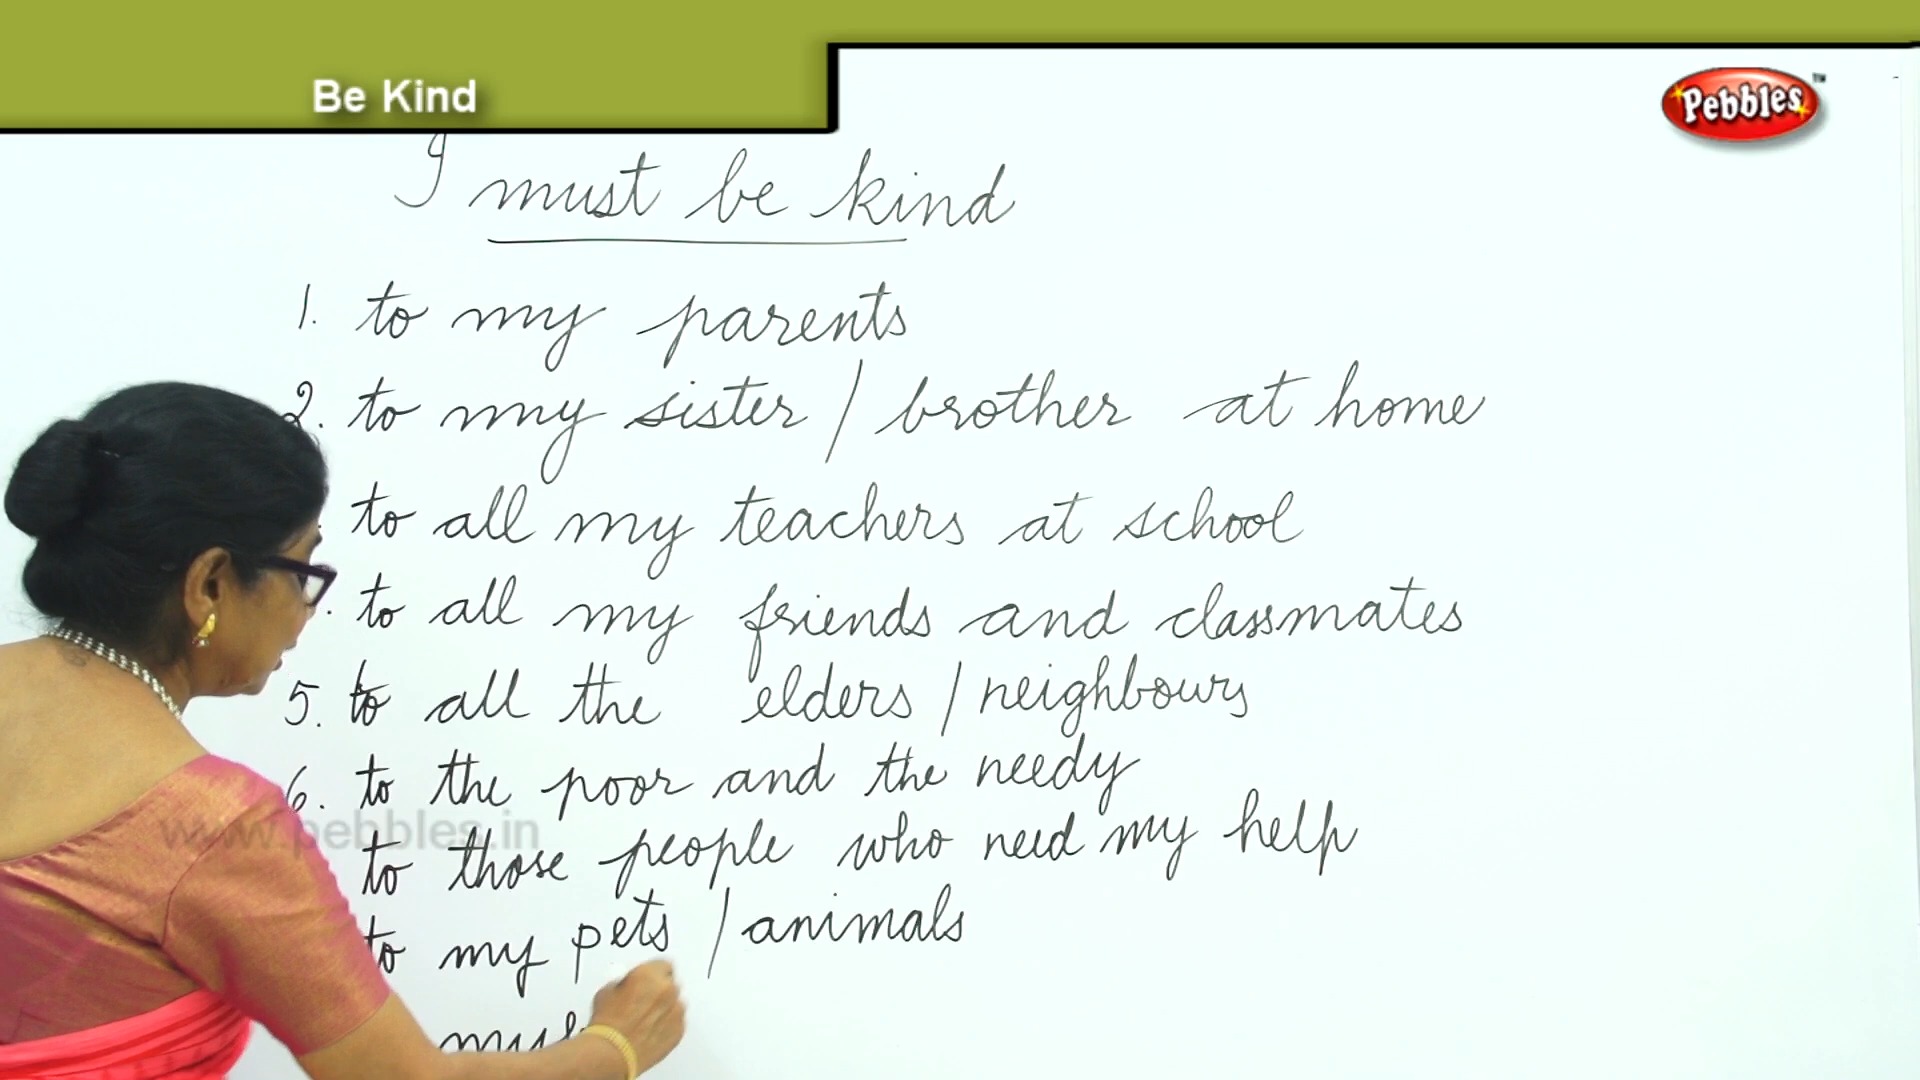 Be Kind
Pebbles™
I must be kind
1. to my parents
2. to my sister / brother at home
. to all my teachers at school
. to all my friends and classmates
5. to all the elders / neighbours
6. to the poor and the needy
www.pebbles.in
to those people who need my help
to my pets / animals